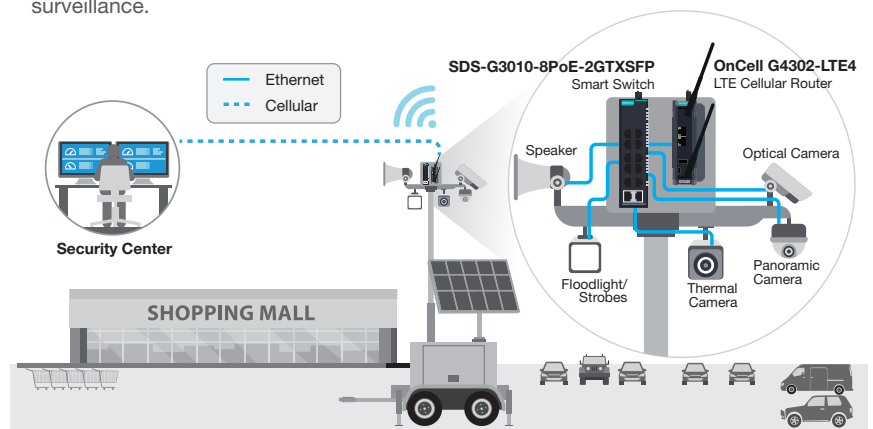 surveillance.
Ethernet
Cellular
SDS-G3010-8PoE-2GTXSFP
Smart Switch
OnCell G4302-LTE4
LTE Cellular Router
Speaker
Optical Camera
Security Center
Floodlight/
Strobes
Thermal
Camera
Panoramic
Camera
SHOPPING MALL